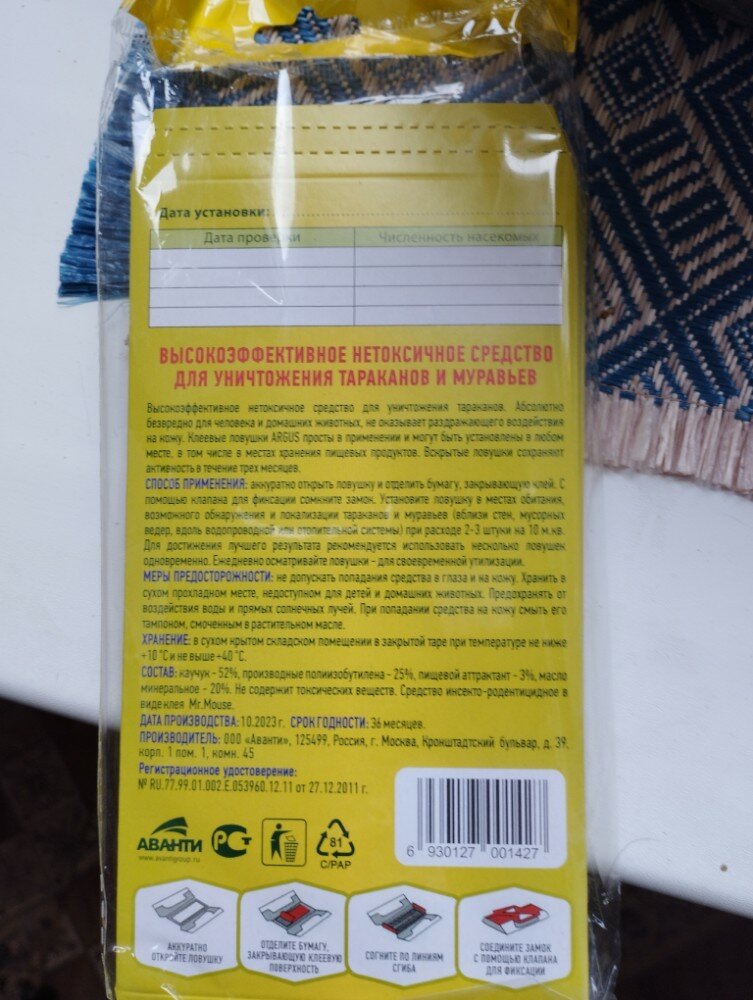 Дата установки:
Дата проверки Численность насекомых
ВЫСОКОЭФФЕКТИВНОЕ НЕТОКСИЧНОЕ СРЕДСТВО
ДЛЯ УНИЧТОЖЕНИЯ ТАРАКАНОВ И МУРАВЬЕВ
Высокоэффективное нетоксичное средство для уничтожения тараканов. Абсолютно
безвредно для человека и домашних животных, не оказывает раздражающего воздействия
на кожу. Клеевые ловушки ARGUS просты в применении и могут быть установлены в любом
месте, в том числе в местах хранения пищевых продуктов. Вскрытые ловушки сохраняют
активность в течение трех месяцев.
СПОСОБ ПРИМЕНЕНИЯ: аккуратно открыть ловушку и отделить бумагу, закрывающую клей. С
помощью клапана для фиксации сомкните замок. Установите ловушку в местах обитания,
возможного обнаружения и локализации тараканов и муравьев (вблизи стен, мусорных
ведер, вдоль водопроводной или отопительной системы) при расходе 2-3 штуки на 10 м.кв.
Для достижения лучшего результата рекомендуется использовать несколько ловушек
одновременно. Ежедневно осматривайте ловушки - для своевременной утилизации.
МЕРЫ ПРЕДОСТОРОЖНОСТИ: не допускать попадания средства в глаза и на кожу. Хранить в
сухом прохладном месте, недоступном для детей и домашних животных. Предохранять от
воздействия воды и прямых солнечных лучей. При попадании средства на кожу смыть его
тампоном, смоченным в растительном масле.
ХРАНЕНИЕ: в сухом крытом складском помещении в закрытой таре при температуре не ниже
+10 °С и не выше +40 °С.
СОСТАВ: каучук - 52%, производные полиизобутилена - 25%, пищевой аттрактант - 3%, масло
минеральное - 20%. Не содержит токсических веществ. Средство инсекто-родентицидное в
виде клея Mr.Mouse.
ДАТА ПРОИЗВОДСТВА: 10.2023 г. СРОК ГОДНОСТИ: 36 месяцев.
ПРОИЗВОДИТЕЛЬ: ООО «Аванти», 125499, Россия, г. Москва, Кронштадтский бульвар, д. 39,
корп. 1 пом. 1, комн. 45
Регистрационное удостоверение:
№ RU.77.99.01.002.Е.053960.12.11 от 27.12.2011 г.
АВАНТИ
www.avantigroup.ru
РСТ
81
C/PAP
6 930127 001427
АККУРАТНО
ОТКРОЙТЕ ЛОВУШКУ
ОТДЕЛИТЕ БУМАГУ,
ЗАКРЫВАЮЩУЮ КЛЕЕВУЮ
ПОВЕРХНОСТЬ
СОГНИТЕ ПО ЛИНИЯМ
СГИБА
СОЕДИНИТЕ ЗАМОК
С ПОМОЩЬЮ КЛАПАНА
ДЛЯ ФИКСАЦИИ